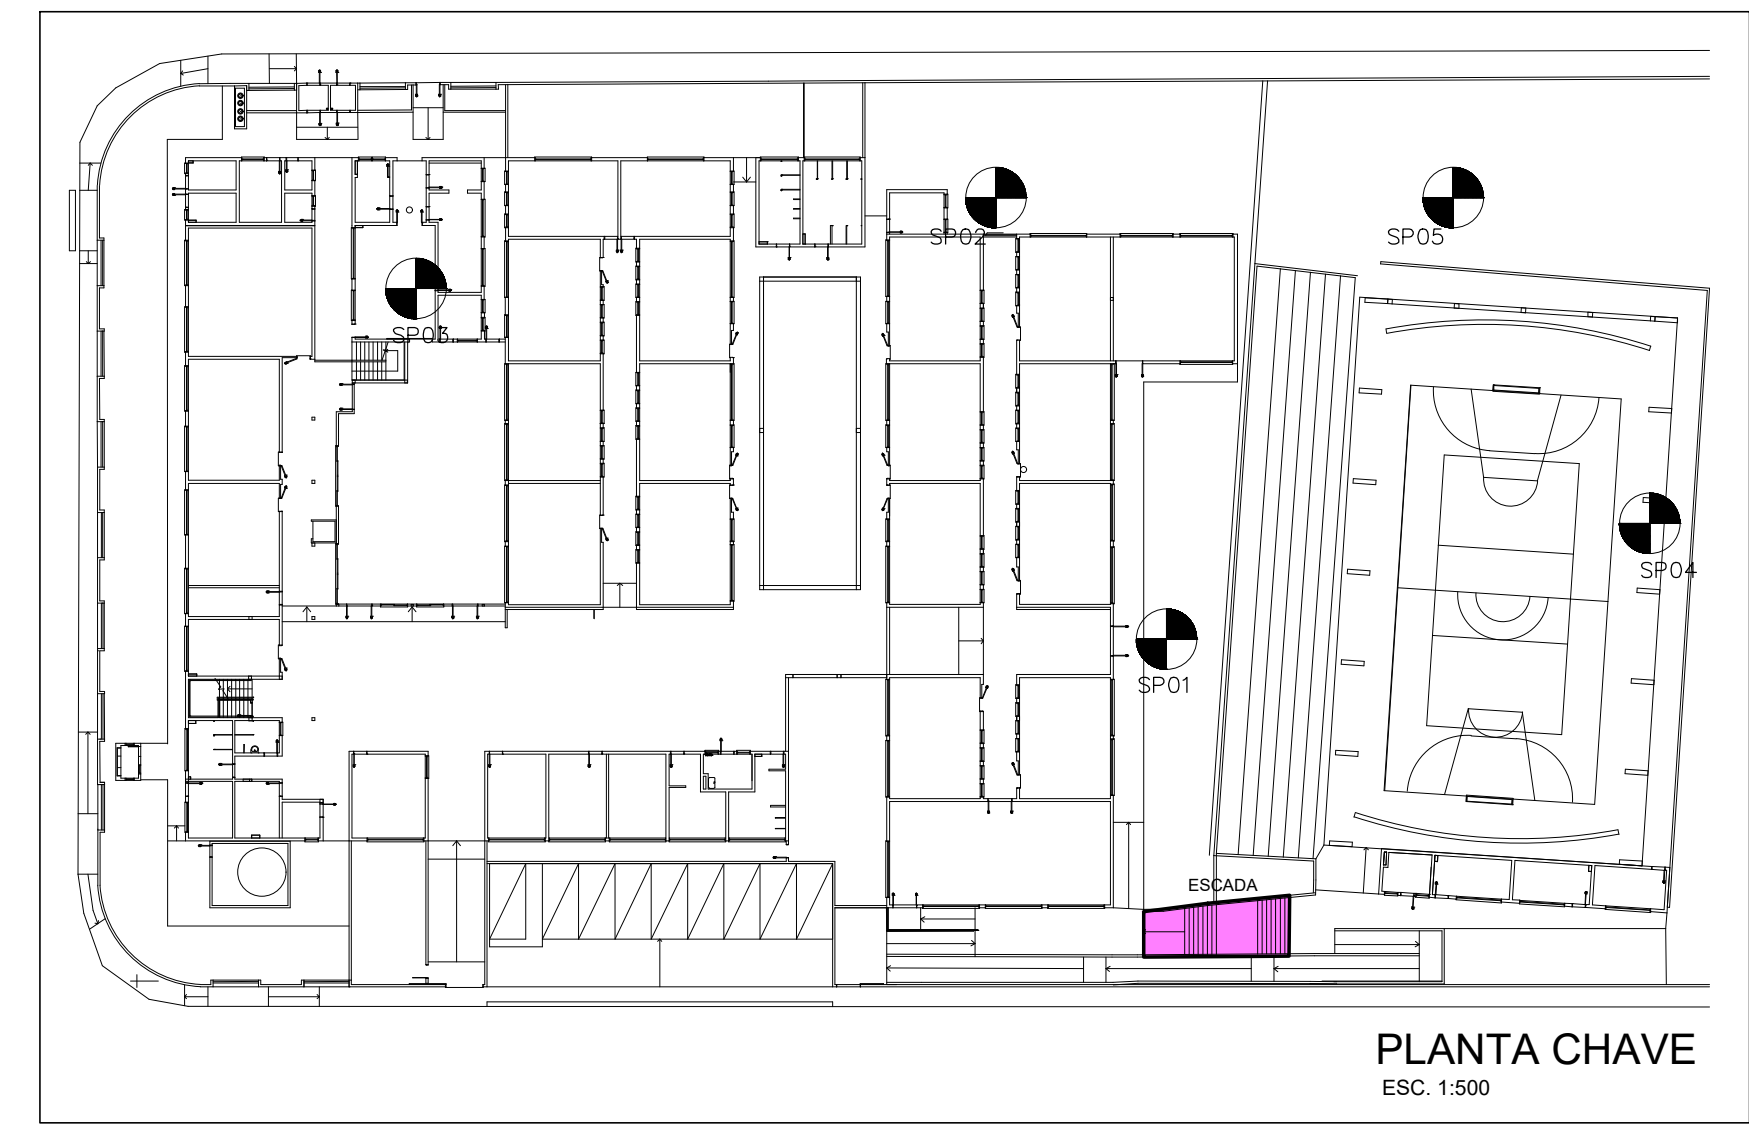 SP02
SP05
SP03
SP04
SP01
ESCADA
PLANTA CHAVE
ESC. 1:500